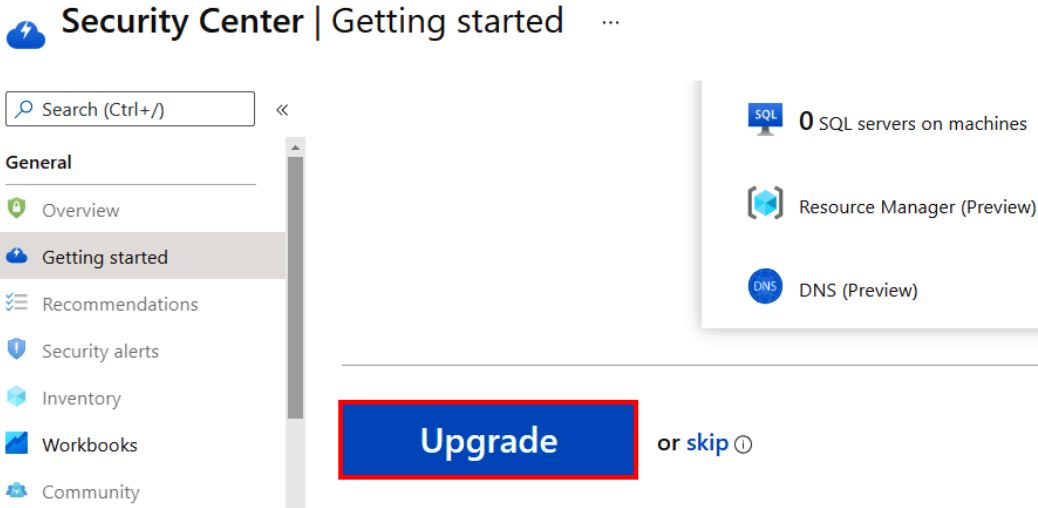 Security Center | Getting started ...
Search (Ctrl+/)
«
General
Overview
Getting started
Recommendations
Security alerts
Inventory
Workbooks
Community
SQL
0 SQL servers on machines
Resource Manager (Preview)
DNS
DNS (Preview)
Upgrade
or skip